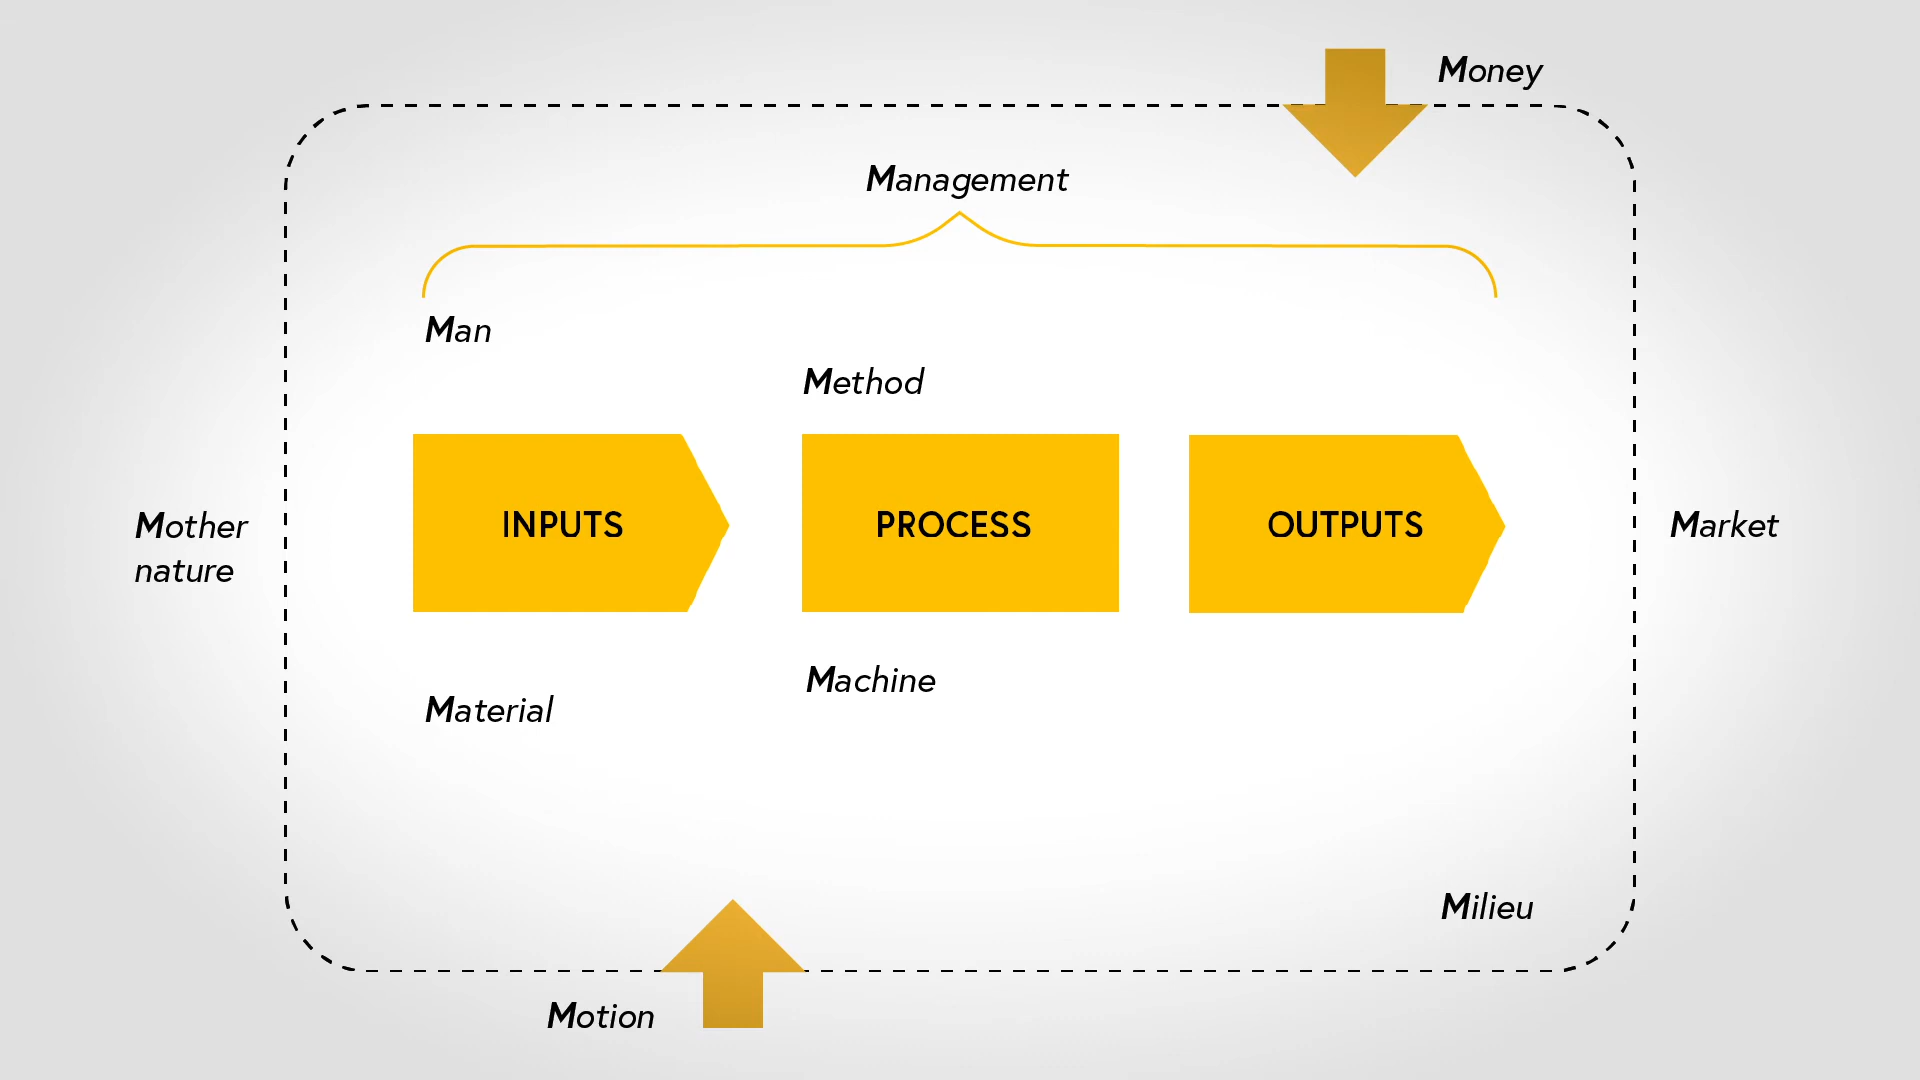 Money
Management
Man
Method
INPUTS
PROCESS
OUTPUTS
Mother
nature
Market
Machine
Material
Milieu
Motion